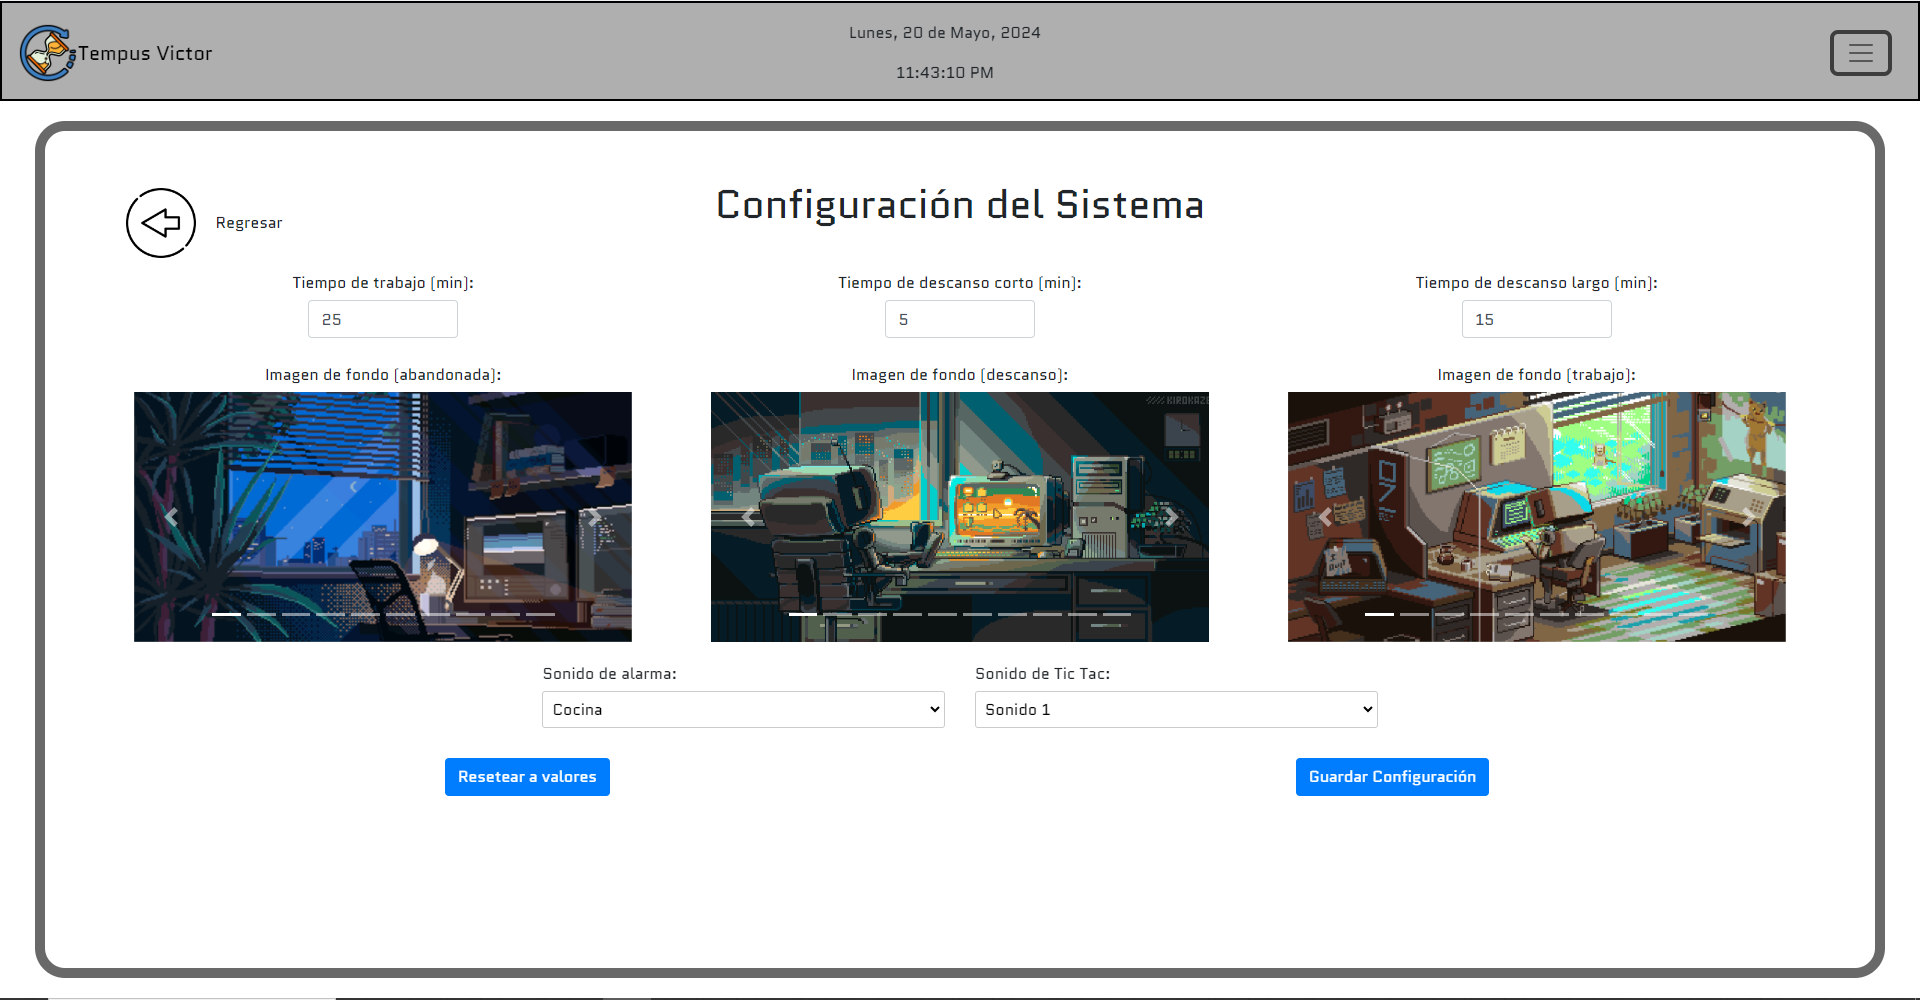 Tempus Victor
Lunes, 20 de Mayo, 2024
11:43:10 PM
Regresar
Configuración del Sistema
Tiempo de trabajo (min):
25
Tiempo de descanso corto (min):
5
Tiempo de descanso largo (min):
15
Imagen de fondo (abandonada):
Imagen de fondo (descanso):
KIROKAZE
Imagen de fondo (trabajo):
Sonido de alarma:
Cocina
Sonido de Tic Tac:
Sonido 1
Resetear a valores
Guardar Configuración